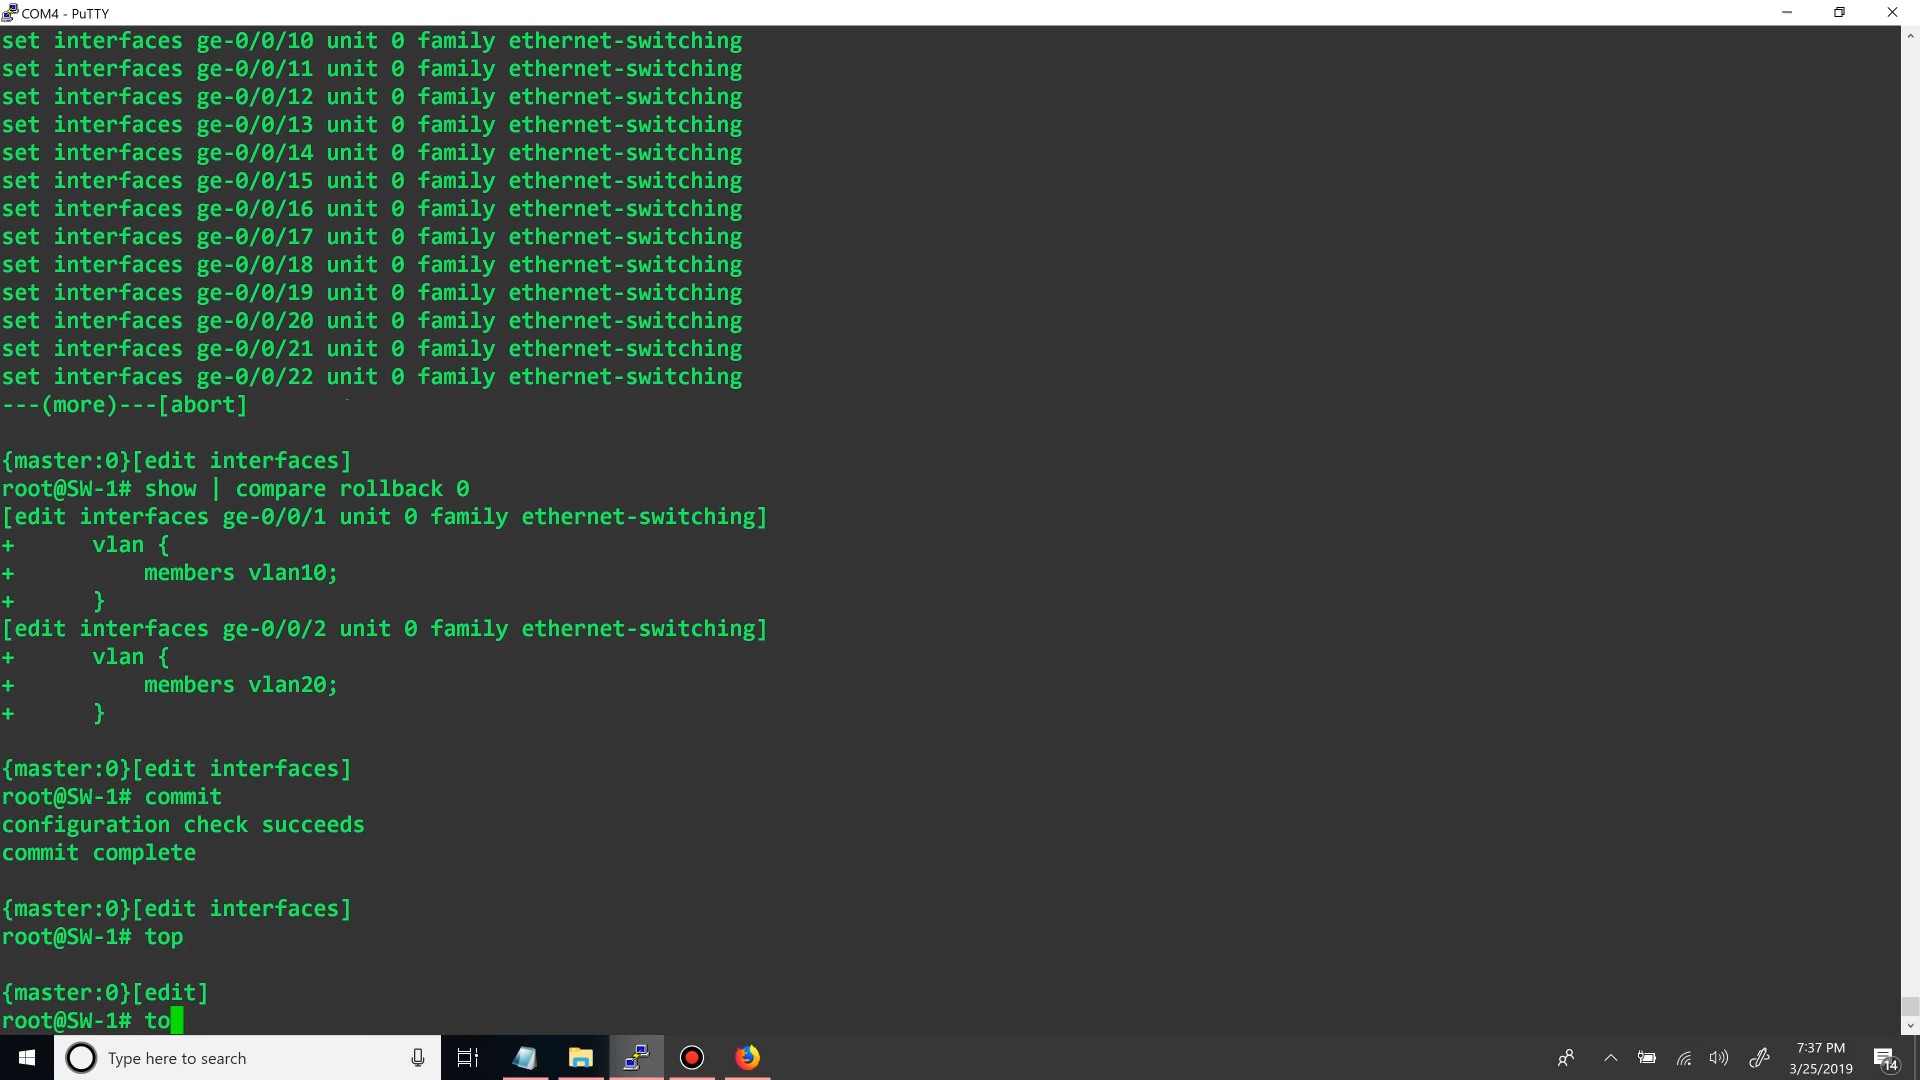 COM4 - PuTTY
set interfaces ge-0/0/10 unit 0 family ethernet-switching
set interfaces ge-0/0/11 unit 0 family ethernet-switching
set interfaces ge-0/0/12 unit 0 family ethernet-switching
set interfaces ge-0/0/13 unit 0 family ethernet-switching
set interfaces ge-0/0/14 unit 0 family ethernet-switching
set interfaces ge-0/0/15 unit 0 family ethernet-switching
set interfaces ge-0/0/16 unit 0 family ethernet-switching
set interfaces ge-0/0/17 unit 0 family ethernet-switching
set interfaces ge-0/0/18 unit 0 family ethernet-switching
set interfaces ge-0/0/19 unit 0 family ethernet-switching
set interfaces ge-0/0/20 unit 0 family ethernet-switching
set interfaces ge-0/0/21 unit 0 family ethernet-switching
set interfaces ge-0/0/22 unit 0 family ethernet-switching
---(more)---[abort]
{master:0}[edit interfaces]
root@SW-1# show | compare rollback 0
[edit interfaces ge-0/0/1 unit 0 family ethernet-switching]
+      vlan {
+          members vlan10;
+      }
[edit interfaces ge-0/0/2 unit 0 family ethernet-switching]
+      vlan {
+          members vlan20;
+      }
{master:0}[edit interfaces]
root@SW-1# commit
configuration check succeeds
commit complete
{master:0}[edit interfaces]
root@SW-1# top
{master:0}[edit]
root@SW-1# to
Type here to search
7:37 PM
3/25/2019
14